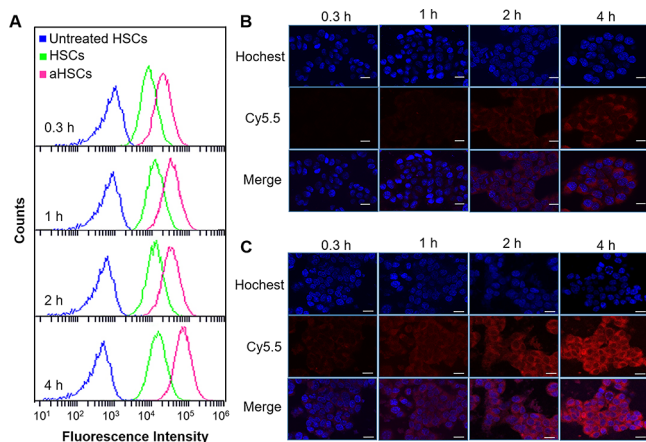 A
Untreated HSCs
HSCs
aHSCs
0.3 h
1 h
2 h
4 h
Counts
10¹ 10² 10³ 10⁴ 10⁵ 10⁶
Fluorescence Intensity
B
0.3 h 1 h 2 h 4 h
Hochest
Cy5.5
Merge
C
0.3 h 1 h 2 h 4 h
Hochest
Cy5.5
Merge